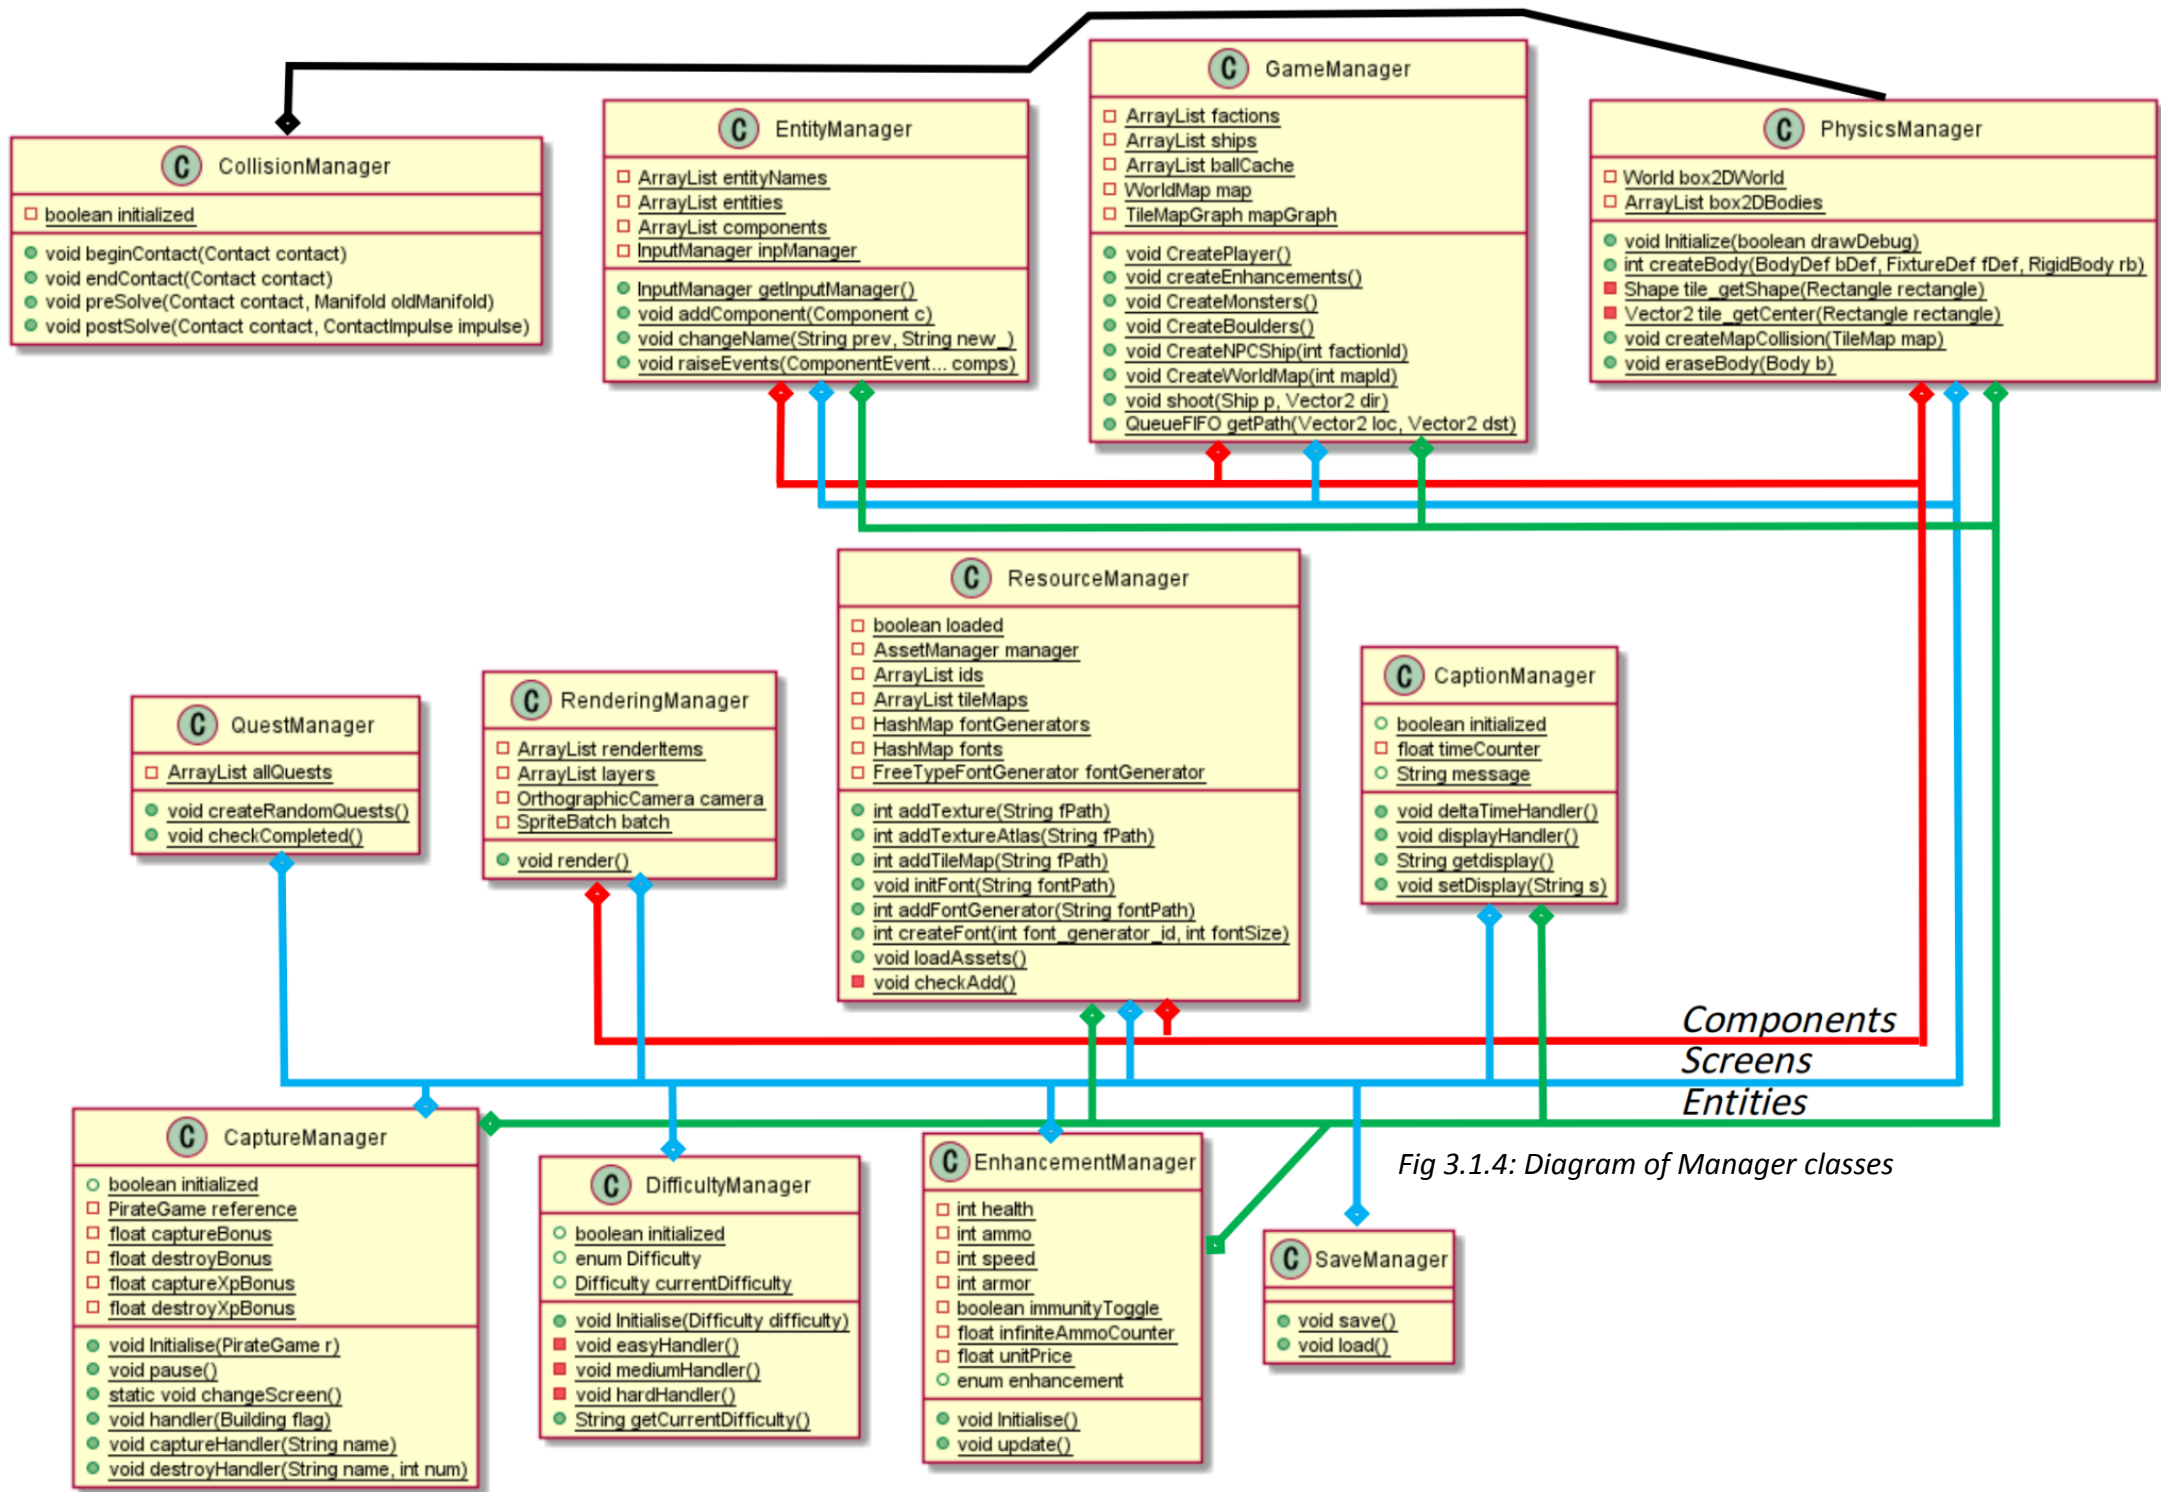 C GameManager
ArrayList factions
ArrayList ships
ArrayList ballCache
WorldMap map
TileMapGraph mapGraph
void CreatePlayer()
void createEnhancements()
void CreateMonsters()
void CreateBoulders()
void CreateNPCShip(int factionId)
void CreateWorldMap(int mapId)
void shoot(Ship p, Vector2 dir)
QueueFIFO getPath(Vector2 loc, Vector2 dst)
C CollisionManager
boolean initialized
void beginContact(Contact contact)
void endContact(Contact contact)
void preSolve(Contact contact, Manifold oldManifold)
void postSolve(Contact contact, ContactImpulse impulse)
C EntityManager
ArrayList entityNames
ArrayList entities
ArrayList components
InputManager inpManager
InputManager getInputManager()
void addComponent(Component c)
void changeName(String prev, String new_)
void raiseEvents(ComponentEvent... comps)
C PhysicsManager
World box2DWorld
ArrayList box2DBodies
void Initialize(boolean drawDebug)
int createBody(BodyDef bDef, FixtureDef fDef, RigidBody rb)
Shape tile_getShape(Rectangle rectangle)
Vector2 tile_getCenter(Rectangle rectangle)
void createMapCollision(TileMap map)
void eraseBody(Body b)
C QuestManager
ArrayList allQuests
void createRandomQuests()
void checkCompleted()
C RenderingManager
ArrayList renderItems
ArrayList layers
OrthographicCamera camera
SpriteBatch batch
void render()
C ResourceManager
boolean loaded
AssetManager manager
ArrayList ids
ArrayList tileMaps
HashMap fontGenerators
HashMap fonts
FreeTypeFontGenerator fontGenerator
int addTexture(String fPath)
int addTextureAtlas(String fPath)
int addTileMap(String fPath)
void initFont(String fontPath)
int addFontGenerator(String fontPath)
int createFont(int font_generator_id, int fontSize)
void loadAssets()
void checkAdd()
C CaptionManager
boolean initialized
float timeCounter
String message
void deltaTimeHandler()
void displayHandler()
String getdisplay()
void setDisplay(String s)
Components
Screens
Entities
Fig 3.1.4: Diagram of Manager classes
C CaptureManager
boolean initialized
PirateGame reference
float captureBonus
float destroyBonus
float captureXpBonus
float destroyXpBonus
void Initialise(PirateGame r)
void pause()
static void changeScreen()
void handler(Building flag)
void captureHandler(String name)
void destroyHandler(String name, int num)
C DifficultyManager
boolean initialized
enum Difficulty
Difficulty currentDifficulty
void Initialise(Difficulty difficulty)
void easyHandler()
void mediumHandler()
void hardHandler()
String getCurrentDifficulty()
C EnhancementManager
int health
int ammo
int speed
int armor
boolean immunityToggle
float infiniteAmmoCounter
float unitPrice
enum enhancement
void Initialise()
void update()
C SaveManager
void save()
void load()